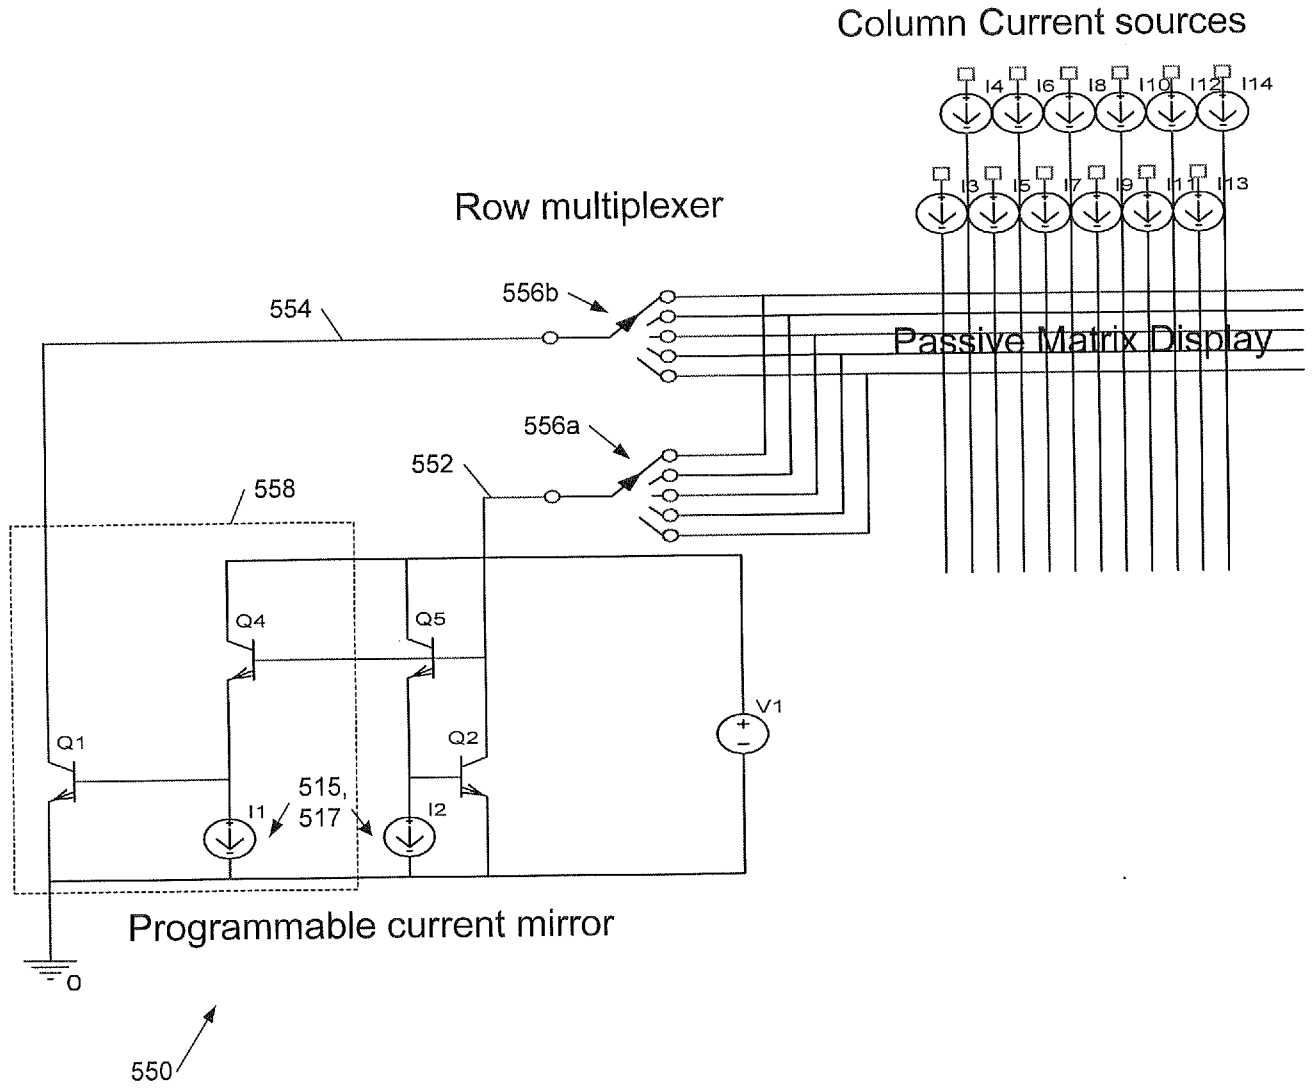 Column Current sources
I4 I6 I8 I10 I12 I14
I3 I5 I7 I9 I11 I13
Row multiplexer
556b
554
Passive Matrix Display
556a
552
558
Q4
Q5
V1
Q1
Q2
515,
517
I1
I2
Programmable current mirror
0
550